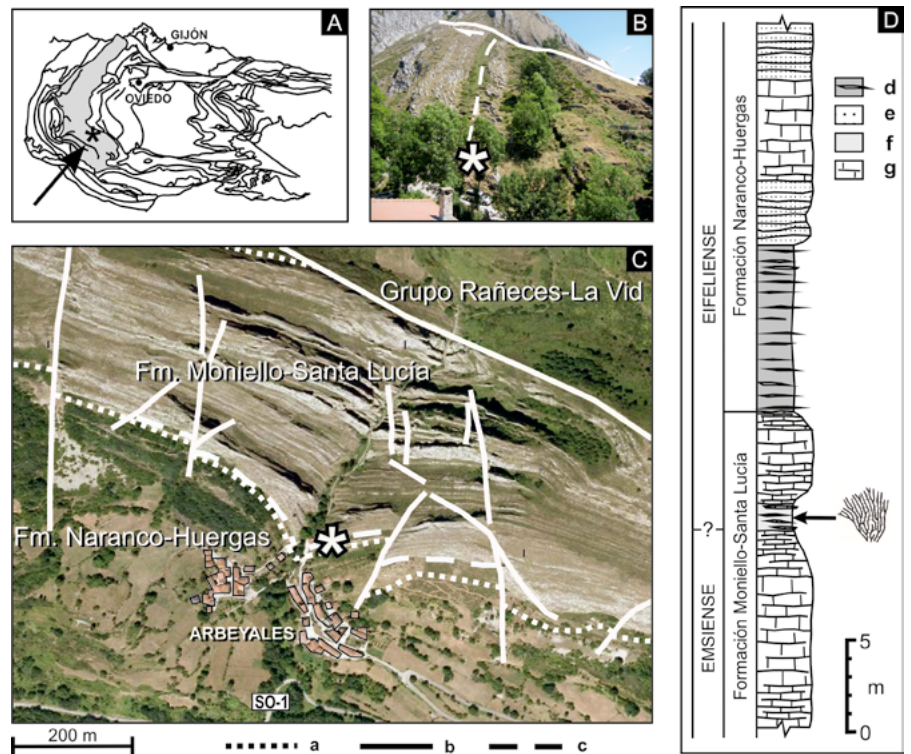 A
GIJÓN
OVIEDO
*
B
*
C
Grupo Rañeces-La Vid
Fm. Moniello-Santa Lucía
Fm. Naranco-Huergas
*
ARBEYALES
SO-1
200 m
a
b
c
D
EIFELIENSE
Formación Naranco-Huergas
-?-
EMSIENSE
Formación Moniello-Santa Lucía
d
e
f
g
5
m
0